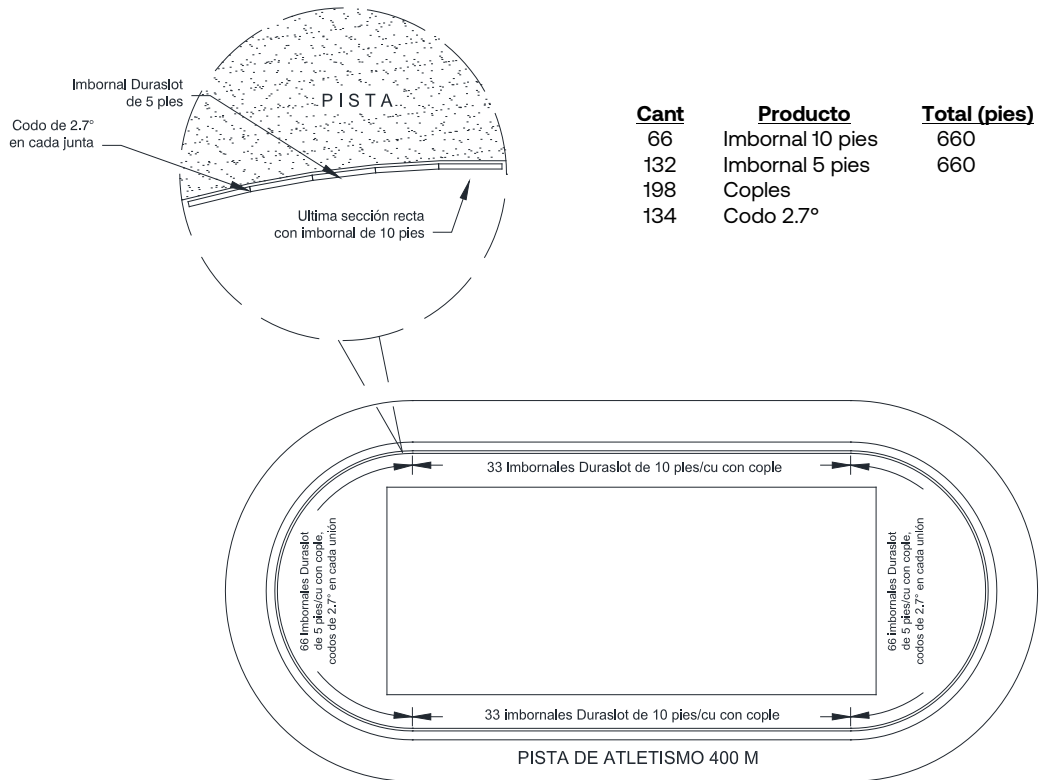 Imbornal Duraslot
de 5 pies
PISTA
Codo de 2.7°
en cada junta
Ultima sección recta
con imbornal de 10 pies
Cant Producto Total (pies)
66 Imbornal 10 pies 660
132 Imbornal 5 pies 660
198 Coples
134 Codo 2.7°
33 Imbornales Duraslot de 10 pies/cu con cople
66 Imbornales Duraslot
de 5 pies/cu con cople,
codos de 2.7° en cada unión
66 Imbornales Duraslot
de 5 pies/cu con cople,
codos de 2.7° en cada unión
33 imbornales Duraslot de 10 pies/cu con cople
PISTA DE ATLETISMO 400 M